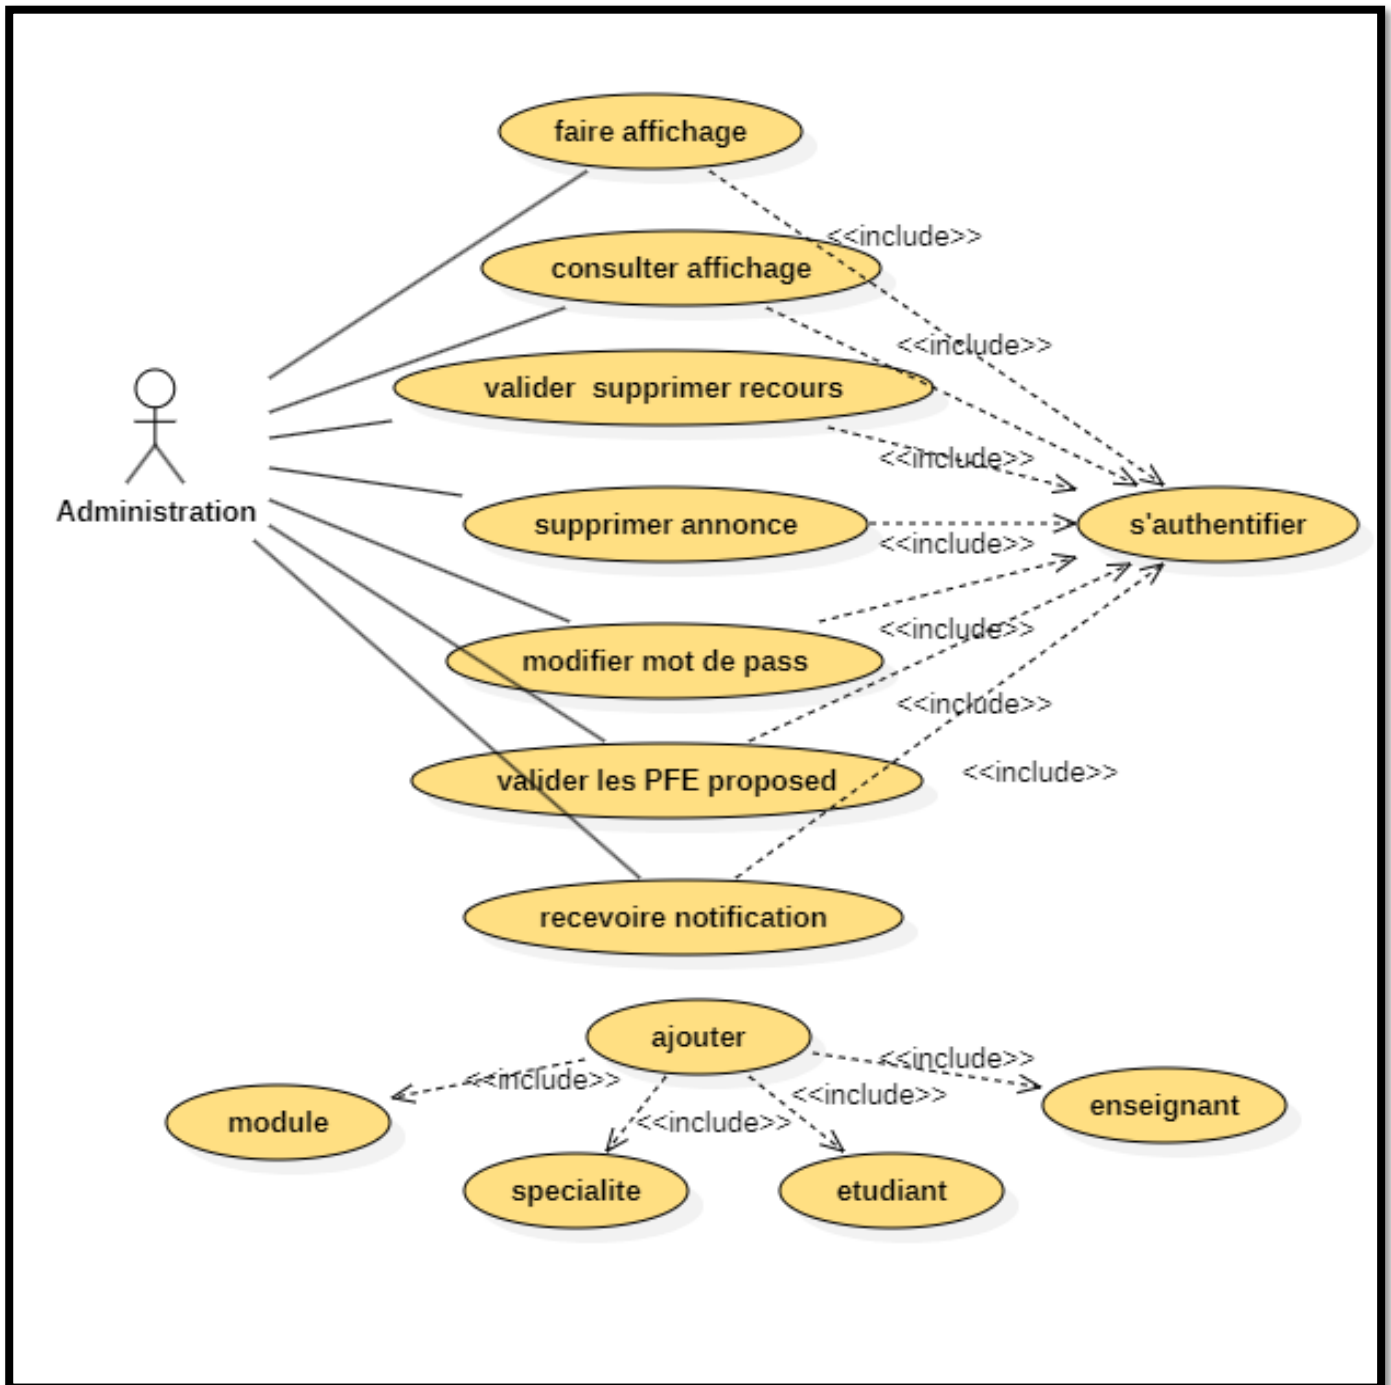 faire affichage
<<include>>
consulter affichage
<<include>>
valider  supprimer recours
<<include>>
Administration
supprimer annonce
s'authentifier
<<include>>
<<include>>
modifier mot de pass
<<include>>
<<include>>
valider les PFE proposed
recevoire notification
ajouter
<<include>>
<<include>>
<<include>>
<<include>>
module
enseignant
specialite
etudiant